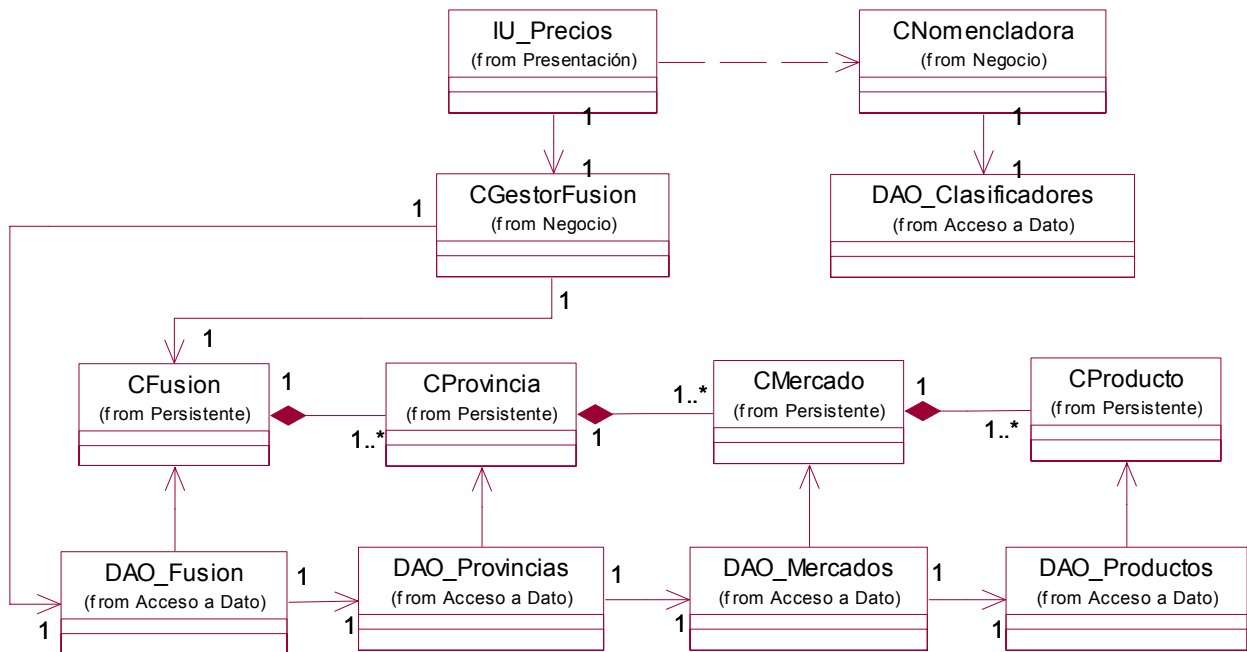 IU_Precios
(from Presentación)
CNomencladora
(from Negocio)
1
1
1
1
CGestorFusion
(from Negocio)
DAO_Clasificadores
(from Acceso a Dato)
1
1
1
CFusion
(from Persistente)
1
1..*
CProvincia
(from Persistente)
1
1..*
CMercado
(from Persistente)
1
1..*
CProducto
(from Persistente)
DAO_Fusion
(from Acceso a Dato)
1
1
1
DAO_Provincias
(from Acceso a Dato)
1
1
DAO_Mercados
(from Acceso a Dato)
1
1
DAO_Productos
(from Acceso a Dato)